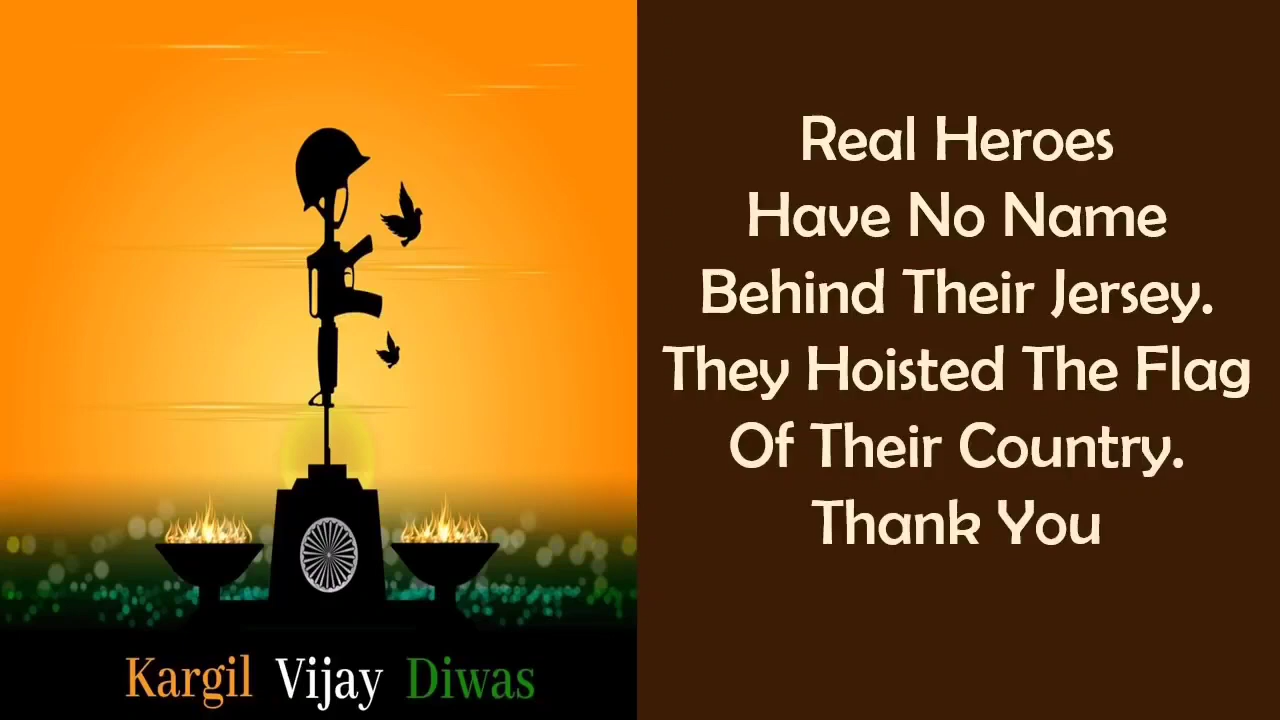 Kargil Vijay Diwas
Real Heroes
Have No Name
Behind Their Jersey.
They Hoisted The Flag
Of Their Country.
Thank You